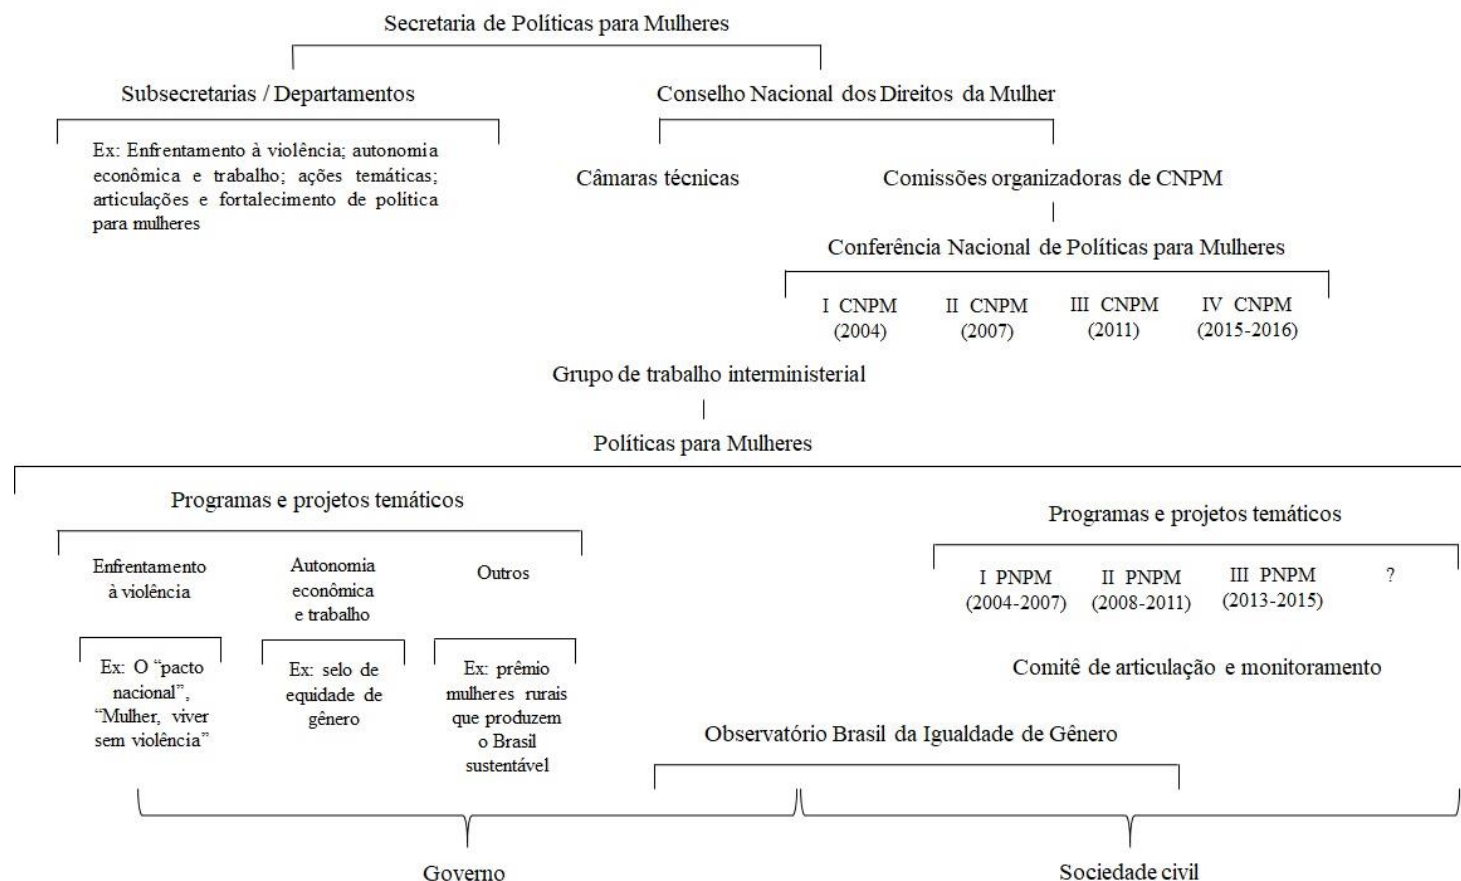 Secretaria de Políticas para Mulheres
Subsecretarias / Departamentos
Conselho Nacional dos Direitos da Mulher
Ex: Enfrentamento à violência; autonomia
econômica e trabalho; ações temáticas;
articulações e fortalecimento de política
para mulheres
Câmaras técnicas
Comissões organizadoras de CNPM
Conferência Nacional de Políticas para Mulheres
I CNPM
(2004)
II CNPM
(2007)
III CNPM
(2011)
IV CNPM
(2015-2016)
Grupo de trabalho interministerial
Políticas para Mulheres
Programas e projetos temáticos
Enfrentamento
à violência
Autonomia
econômica
e trabalho
Outros
Ex: O “pacto
nacional”,
“Mulher, viver
sem violência”
Ex: selo de
equidade de
gênero
Ex: prêmio
mulheres rurais
que produzem
o Brasil
sustentável
Programas e projetos temáticos
I PNPM
(2004-2007)
II PNPM
(2008-2011)
III PNPM
(2013-2015)
?
Comitê de articulação e monitoramento
Observatório Brasil da Igualdade de Gênero
Governo
Sociedade civil